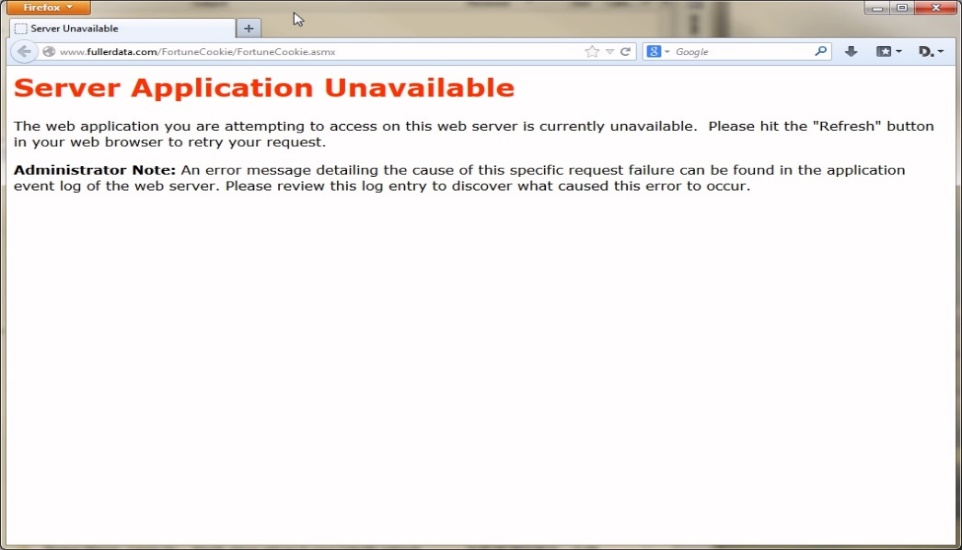 Firefox
Server Unavailable
www.fullerdata.com/FortuneCookie/FortuneCookie.asmx
Google
D.
Server Application Unavailable
The web application you are attempting to access on this web server is currently unavailable.  Please hit the "Refresh" button
in your web browser to retry your request.
Administrator Note: An error message detailing the cause of this specific request failure can be found in the application
event log of the web server. Please review this log entry to discover what caused this error to occur.